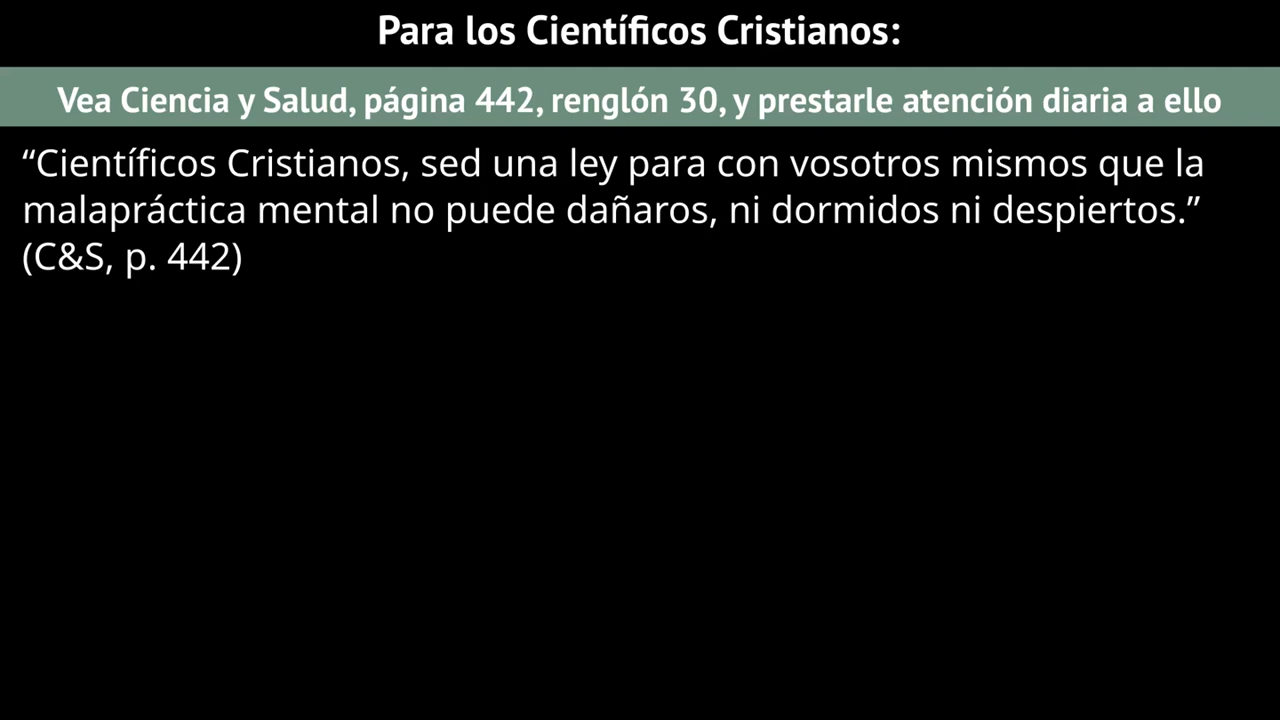 Para los Científicos Cristianos:
Vea Ciencia y Salud, página 442, renglón 30, y prestarle atención diaria a ello
“Científicos Cristianos, sed una ley para con vosotros mismos que la
malapráctica mental no puede dañaros, ni dormidos ni despiertos.”
(C&S, p. 442)